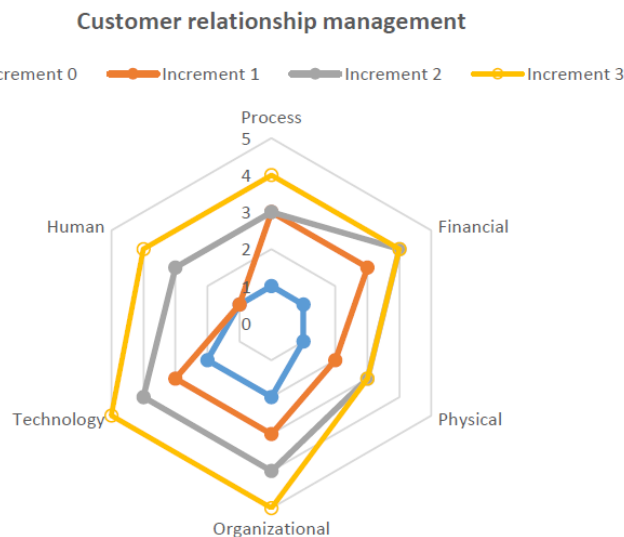 Customer relationship management
crement 0 Increment 1 Increment 2 Increment 3
Process
5
4
Human Financial
3
2
1
0
Technology Physical
Organizational